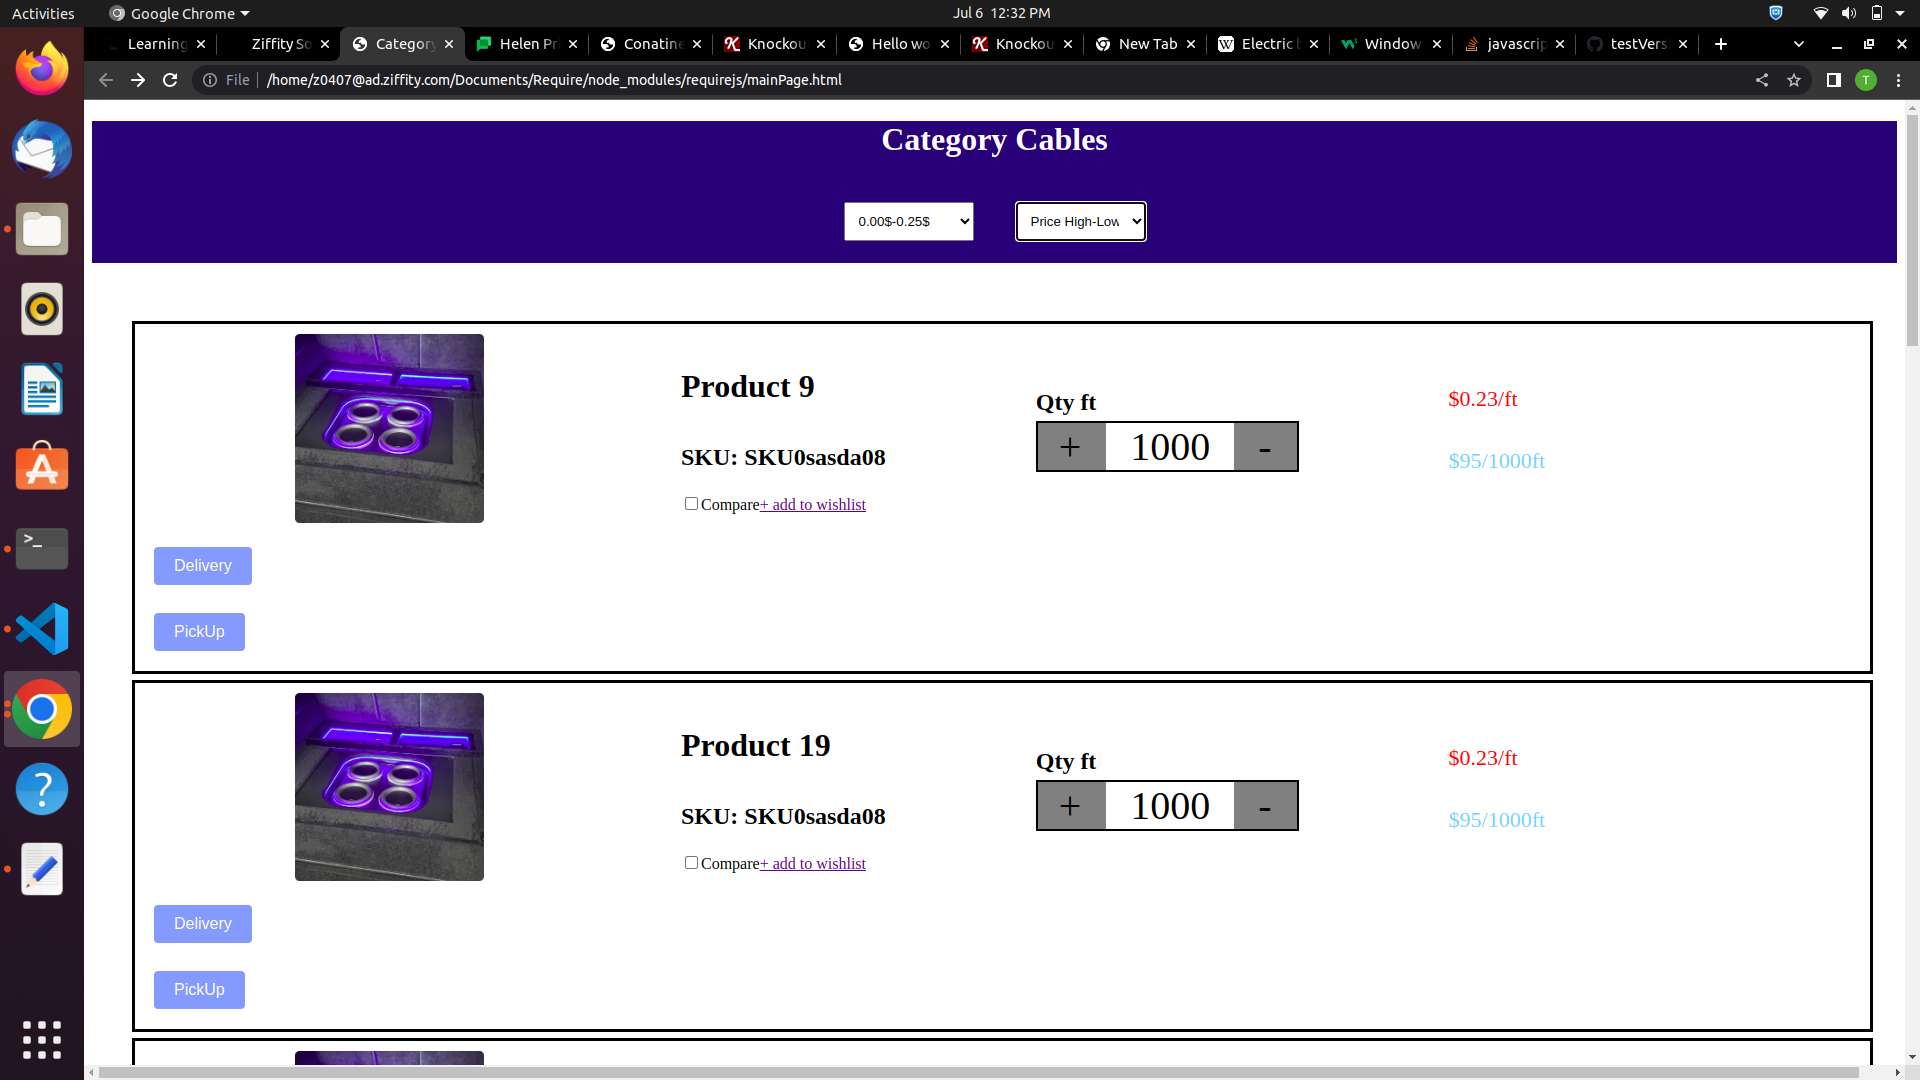 Activities
Google Chrome
Jul 6 12:32 PM
Learning
Ziffity So
Category
Helen Pr
Conatine
Knockou
Hello wo
Knockou
New Tab
Electric
Window
javascrip
testVers
File
/home/z0407@ad.ziffity.com/Documents/Require/node_modules/requirejs/mainPage.html
T
Category Cables
0.00$-0.25$
Price High-Low
Product 9
SKU: SKU0sasda08
Compare+ add to wishlist
Qty ft
+ 1000 -
$0.23/ft
$95/1000ft
Delivery
PickUp
Product 19
SKU: SKU0sasda08
Compare+ add to wishlist
Qty ft
+ 1000 -
$0.23/ft
$95/1000ft
Delivery
PickUp